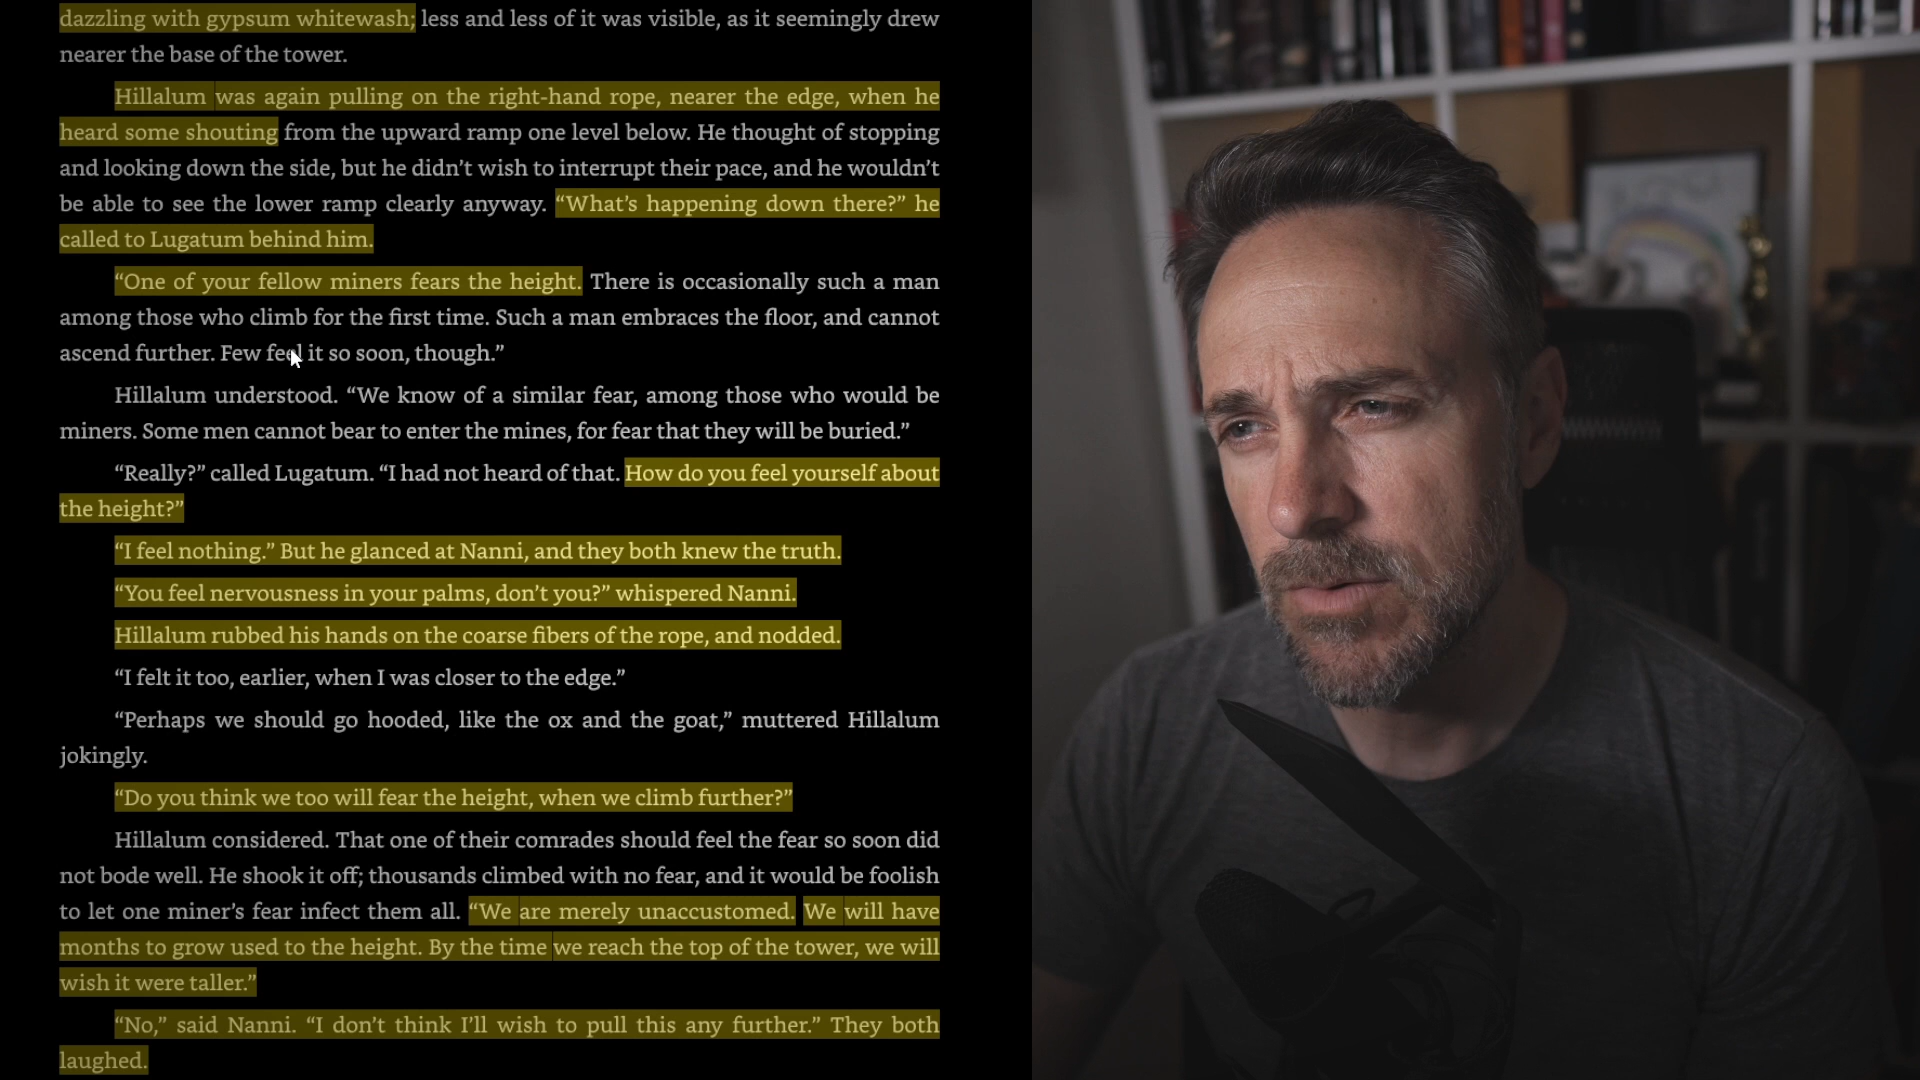 dazzling with gypsum whitewash; less and less of it was visible, as it seemingly drew
nearer the base of the tower.
Hillalum was again pulling on the right-hand rope, nearer the edge, when he
heard some shouting from the upward ramp one level below. He thought of stopping
and looking down the side, but he didn’t wish to interrupt their pace, and he wouldn’t
be able to see the lower ramp clearly anyway. “What’s happening down there?” he
called to Lugatum behind him.
“One of your fellow miners fears the height. There is occasionally such a man
among those who climb for the first time. Such a man embraces the floor, and cannot
ascend further. Few feel it so soon, though.”
Hillalum understood. “We know of a similar fear, among those who would be
miners. Some men cannot bear to enter the mines, for fear that they will be buried.”
“Really?” called Lugatum. “I had not heard of that. How do you feel yourself about
the height?”
“I feel nothing.” But he glanced at Nanni, and they both knew the truth.
“You feel nervousness in your palms, don’t you?” whispered Nanni.
Hillalum rubbed his hands on the coarse fibers of the rope, and nodded.
“I felt it too, earlier, when I was closer to the edge.”
“Perhaps we should go hooded, like the ox and the goat,” muttered Hillalum
jokingly.
“Do you think we too will fear the height, when we climb further?”
Hillalum considered. That one of their comrades should feel the fear so soon did
not bode well. He shook it off; thousands climbed with no fear, and it would be foolish
to let one miner’s fear infect them all. “We are merely unaccustomed. We will have
months to grow used to the height. By the time we reach the top of the tower, we will
wish it were taller.”
“No,” said Nanni. “I don’t think I’ll wish to pull this any further.” They both
laughed.